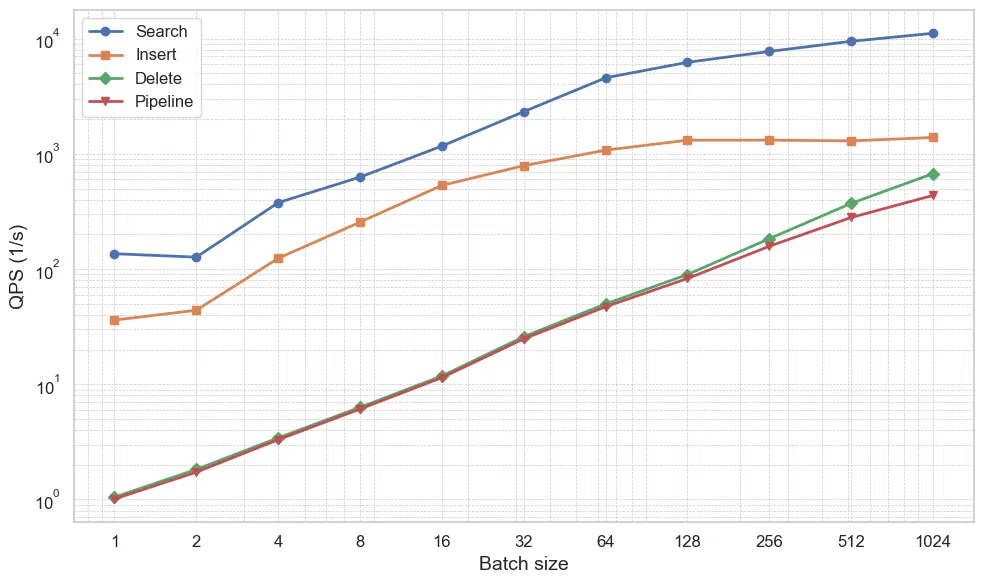 Search
Insert
Delete
Pipeline
10^4
10^3
10^2
10^1
10^0
QPS (1/s)
1 2 4 8 16 32 64 128 256 512 1024
Batch size